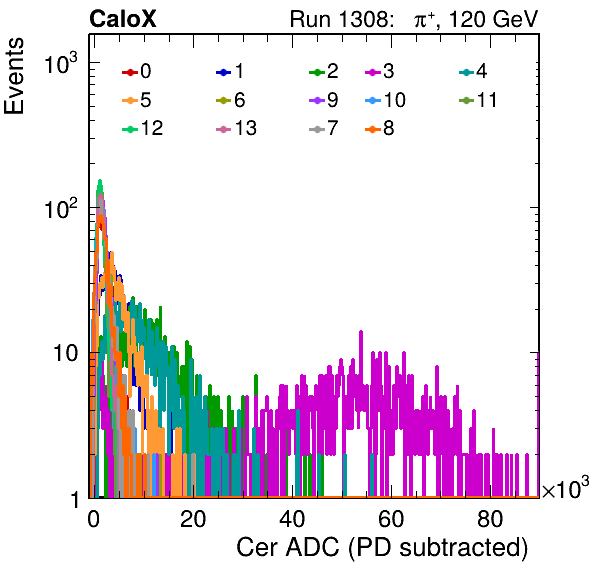 CaloX Run 1308: π⁺, 120 GeV
Events
0 1 2 3 4
5 6 9 10 11
12 13 7 8
10³
10²
10
1
0 20 40 60 80 ×10³
Cer ADC (PD subtracted)